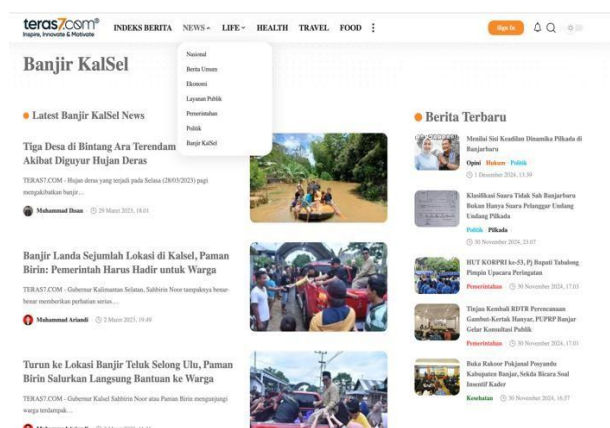 teras7.com®
Inspire, Innovate & Motivate
INDEKS BERITA NEWS LIFE HEALTH TRAVEL FOOD
Sign In
Nasional
Berita Umum
Ekonomi
Layanan Publik
Pemerintahan
Politik
Banjir KalSel
Banjir KalSel
Latest Banjir KalSel News
Tiga Desa di Bintang Ara Terendam
Akibat Diguyur Hujan Deras
TERAS7.COM - Hujan deras yang terjadi pada Selasa (28/03/2023) pagi
mengakibatkan banjir…
Muhammad Ihsan 29 Maret 2023, 18.01
Banjir Landa Sejumlah Lokasi di Kalsel, Paman
Birin: Pemerintah Harus Hadir untuk Warga
TERAS7.COM - Gubernur Kalimantan Selatan, Sahbirin Noor tampaknya benar-
benar memberikan perhatian serius…
Muhammad Ariandi 2 Maret 2023, 19.49
Turun ke Lokasi Banjir Teluk Selong Ulu, Paman
Birin Salurkan Langsung Bantuan ke Warga
TERAS7.COM - Gubernur Kalsel Sahbirin Noor atau Paman Birin mengunjungi
warga terdampak…
Berita Terbaru
Menilai Sisi Keadilan Dinamika Pilkada di
Banjarbaru
Opini Hukum Politik
1 Desember 2024, 13.39
Klasifikasi Suara Tidak Sah Banjarbaru
Bukan Hanya Suara Pelanggar Undang
Undang Pilkada
Politik Pilkada
30 November 2024, 23.07
HUT KORPRI ke-53, Pj Bupati Tabalong
Pimpin Upacara Peringatan
Pemerintahan 30 November 2024, 17.03
Tinjau Kembali RDTR Perencanaan
Gambut-Kertak Hanyar, PUPRP Banjar
Gelar Konsultasi Publik
Pemerintahan 30 November 2024, 17.01
Buka Rakoor Pokjanal Posyandu
Kabupaten Banjar, Sekda Bicara Soal
Insentif Kader
Kesehatan 30 November 2024, 16.57